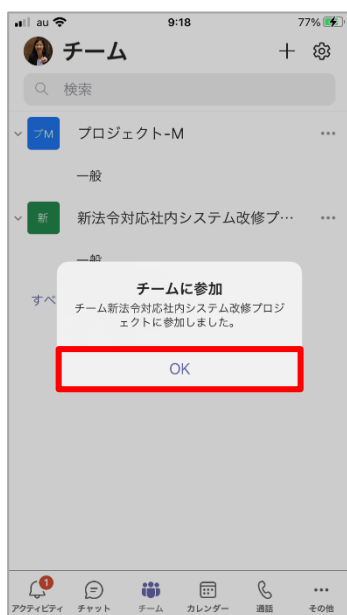 au 9:18 77%
チーム
検索
プM プロジェクト-M
一般
新 新法令対応社内システム改修プ…
一般
すべ
チームに参加
チーム新法令対応社内システム改修プロジ
ェクトに参加しました。
OK
1
アクティビティ チャット チーム カレンダー 通話 その他